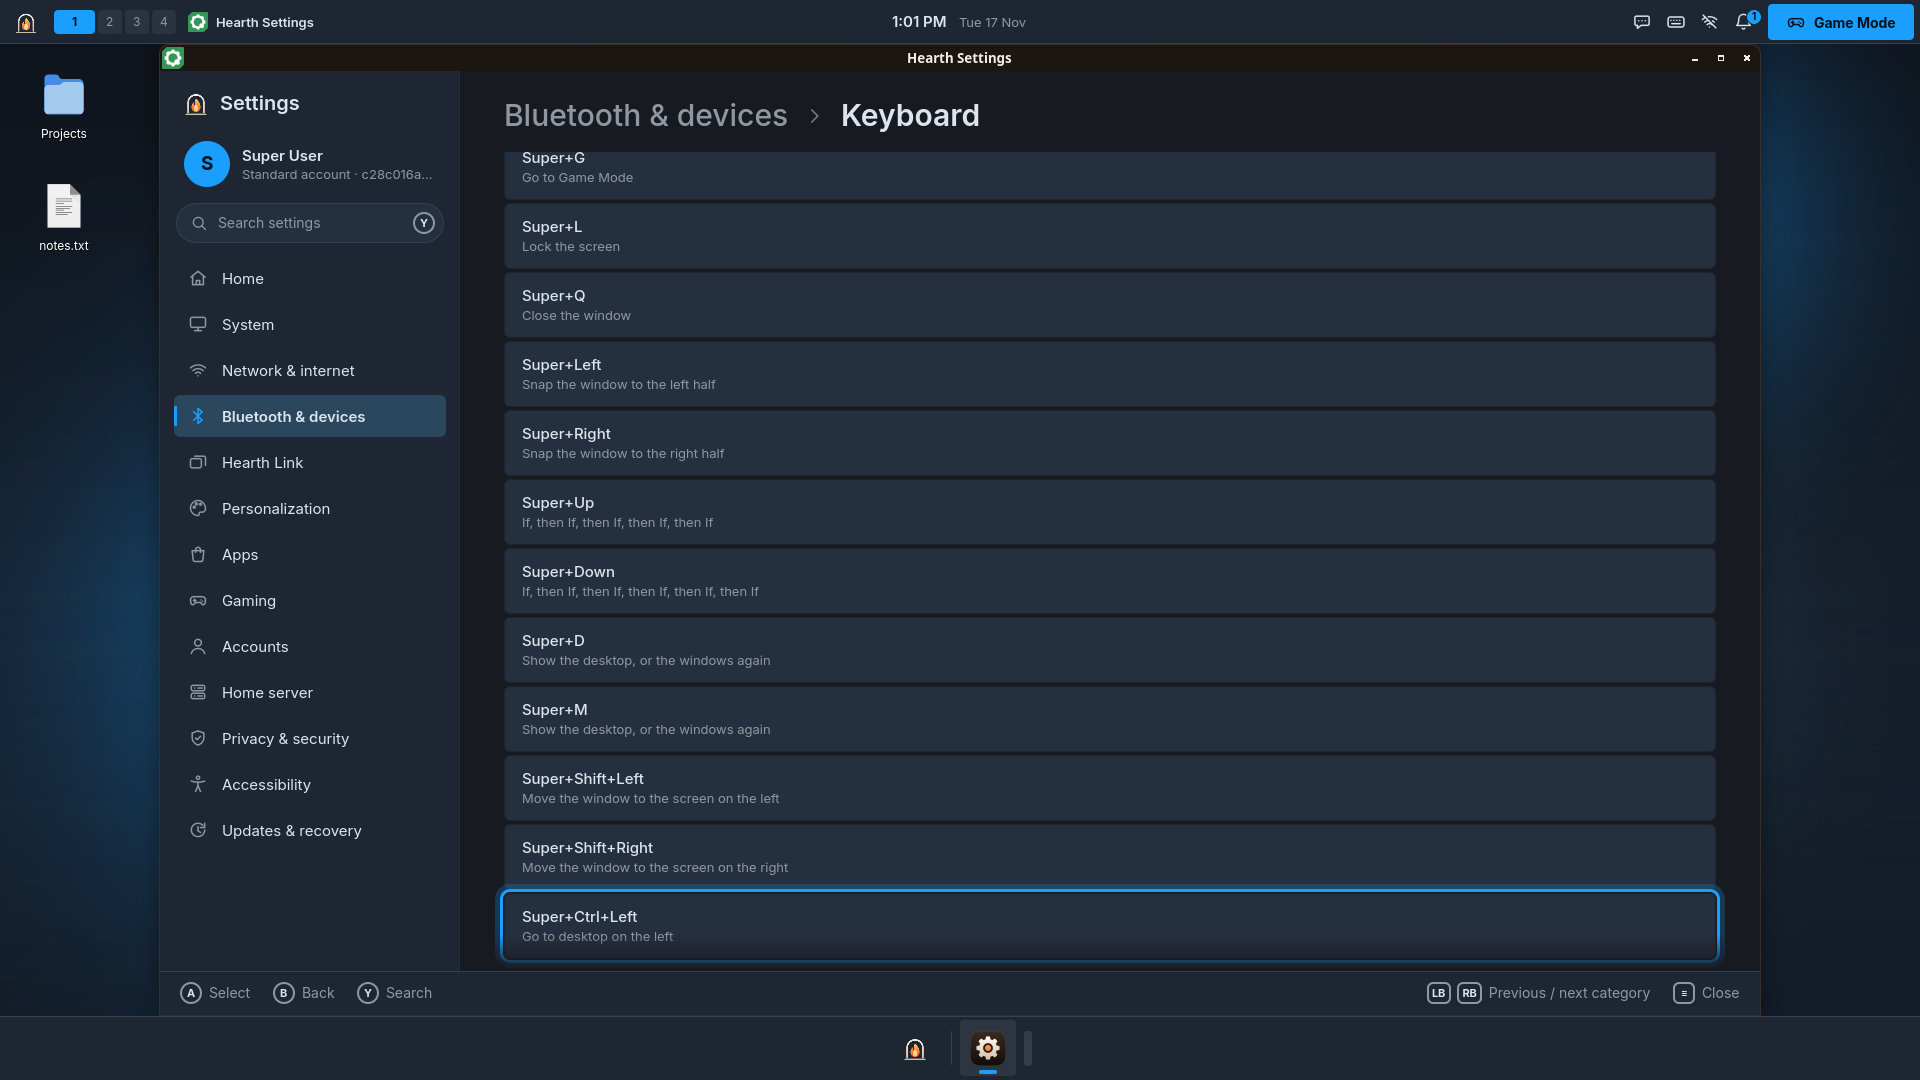 1 2 3 4 Hearth Settings 1:01 PM Tue 17 Nov 1 Game Mode
Hearth Settings
Projects
notes.txt
Settings
S
Super User
Standard account · c28c016a...
Search settings Y
Home
System
Network & internet
Bluetooth & devices
Hearth Link
Personalization
Apps
Gaming
Accounts
Home server
Privacy & security
Accessibility
Updates & recovery
Bluetooth & devices > Keyboard
Super+G
Go to Game Mode
Super+L
Lock the screen
Super+Q
Close the window
Super+Left
Snap the window to the left half
Super+Right
Snap the window to the right half
Super+Up
If, then If, then If, then If, then If
Super+Down
If, then If, then If, then If, then If, then If
Super+D
Show the desktop, or the windows again
Super+M
Show the desktop, or the windows again
Super+Shift+Left
Move the window to the screen on the left
Super+Shift+Right
Move the window to the screen on the right
Super+Ctrl+Left
Go to desktop on the left
A Select B Back Y Search LB RB Previous / next category Close